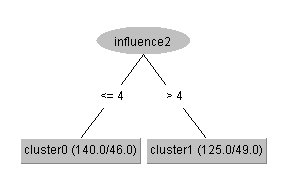 influence2
<= 4
> 4
cluster0 (140.0/46.0)
cluster1 (125.0/49.0)